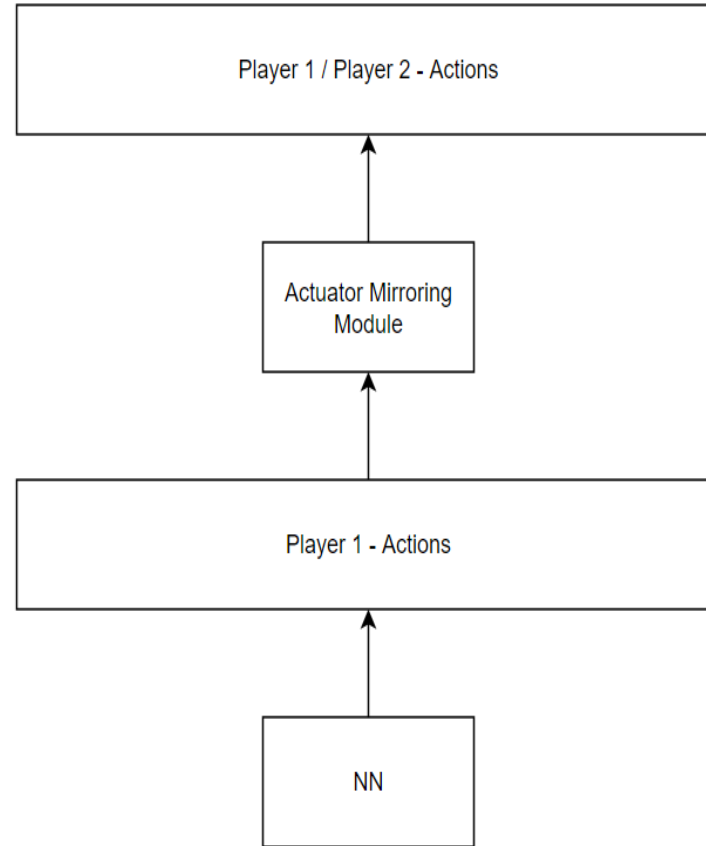 Player 1 / Player 2 - Actions
Actuator Mirroring
Module
Player 1 - Actions
NN